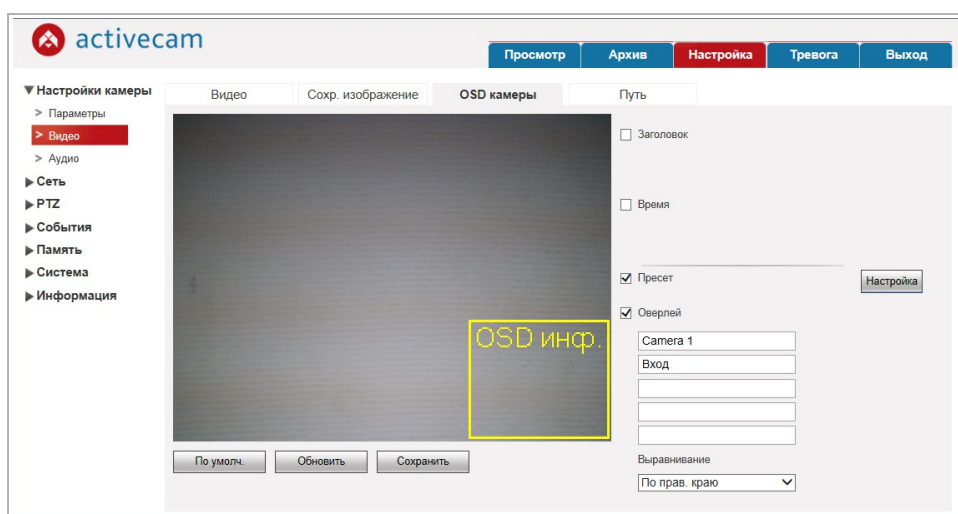 activecam
Просмотр Архив Настройка Тревога Выход
Настройки камеры
> Параметры
> Видео
> Аудио
Сеть
PTZ
События
Память
Система
Информация
Видео Сохр. изображение OSD камеры Путь
Заголовок
Время
Пресет
Настройка
Оверлей
OSD инф.
Camera 1
Вход
Выравнивание
По прав. краю
По умолч. Обновить Сохранить